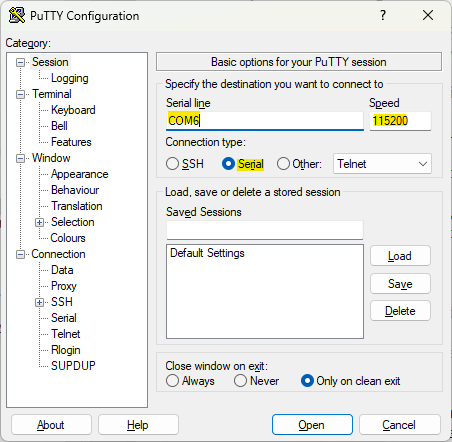 PuTTY Configuration
?
Category:
Session
Logging
Terminal
Keyboard
Bell
Features
Window
Appearance
Behaviour
Translation
Selection
Colours
Connection
Data
Proxy
SSH
Serial
Telnet
Rlogin
SUPDUP
Basic options for your PuTTY session
Specify the destination you want to connect to
Serial line Speed
COM6 115200
Connection type:
SSH Serial Other: Telnet
Load, save or delete a stored session
Saved Sessions
Default Settings
Load
Save
Delete
Close window on exit:
Always Never Only on clean exit
About Help Open Cancel